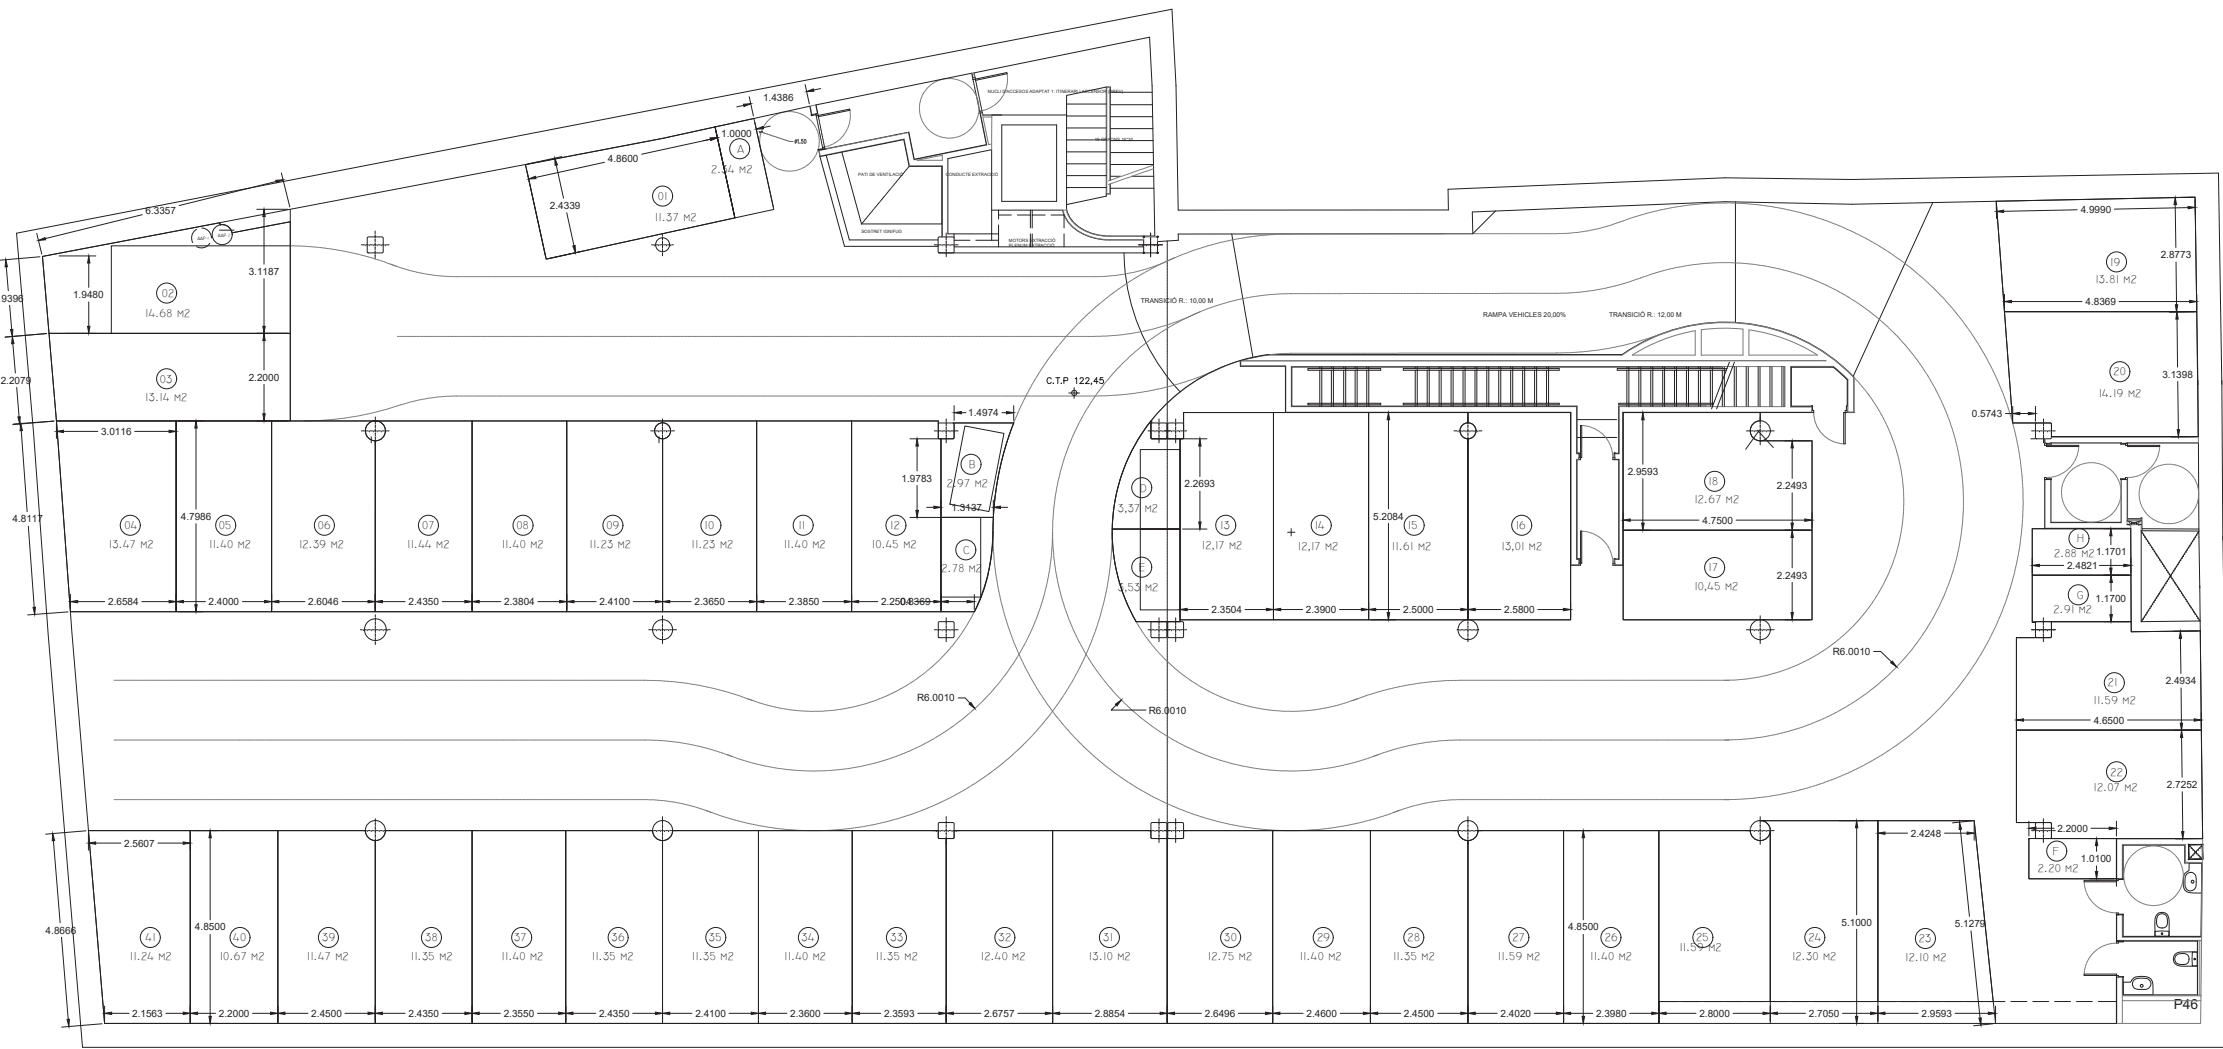 1.4386
NUCLI D'ACCESOS ADAPTAT 1: ITINERARI I ASCENSOR
1.0000
ø1.50
A
2.34 M2
4.8600
PATI DE VENTILACIÓ
CONDUCTE EXTRACCIÓ
01
11.37 M2
2.4339
6.3357
SOSTRET IGNIFUG
MOTORS EXTRACCIÓ
4.9990
3.1187
1.9480
02
14.68 M2
9396
19
13.81 M2
2.8773
4.8369
TRANSICIÓ R.: 10,00 M
RAMPA VEHICLES 20,00%
TRANSICIÓ R.: 12,00 M
2.2079
03
13.14 M2
2.2000
C.T.P 122,45
20
14.19 M2
3.1398
0.5743
3.0116
1.4974
B
2.97 M2
1.9783
1.3137
D
3,37 M2
2.2693
2.9593
18
12.67 M2
2.2493
4.7500
4.8117
4.7986
04
13.47 M2
05
11.40 M2
06
12.39 M2
07
11.44 M2
08
11.40 M2
09
11.23 M2
10
11.23 M2
11
11.40 M2
12
10.45 M2
C
2.78 M2
E
3,53 M2
13
12,17 M2
14
12,17 M2
5.2084
15
11.61 M2
16
13,01 M2
17
10,45 M2
2.2493
H
2.88 M2
1.1701
2.4821
G
2.91 M2
1.1700
2.6584
2.4000
2.6046
2.4350
2.3804
2.4100
2.3650
2.3850
2.3504
2.3900
2.5000
2.5800
R6.0010
R6.0010
R6.0010
21
11.59 M2
2.4934
4.6500
22
12.07 M2
2.7252
2.2000
F
2.20 M2
1.0100
2.5607
2.4248
4.8666
41
11.24 M2
4.8500
40
10.67 M2
39
11.47 M2
38
11.35 M2
37
11.40 M2
36
11.35 M2
35
11.35 M2
34
11.40 M2
33
11.35 M2
32
12.40 M2
31
13.10 M2
30
12.75 M2
29
11.40 M2
28
11.35 M2
27
11.59 M2
4.8500
26
11.40 M2
25
11.59 M2
24
12.30 M2
5.1000
23
12.10 M2
5.1279
P46
2.1563
2.2000
2.4500
2.4350
2.3550
2.4350
2.4100
2.3600
2.3593
2.6757
2.8854
2.6496
2.4600
2.4500
2.4020
2.3980
2.8000
2.7050
2.9593